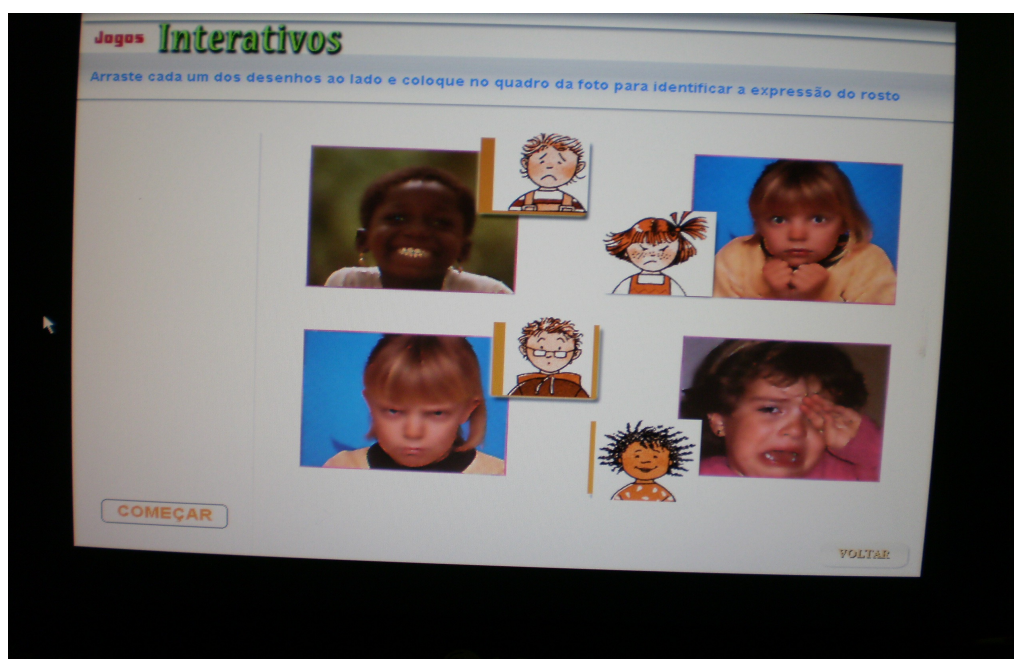 Jogos Interativos
Arraste cada um dos desenhos ao lado e coloque no quadro da foto para identificar a expressão do rosto
COMEÇAR
VOLTAR